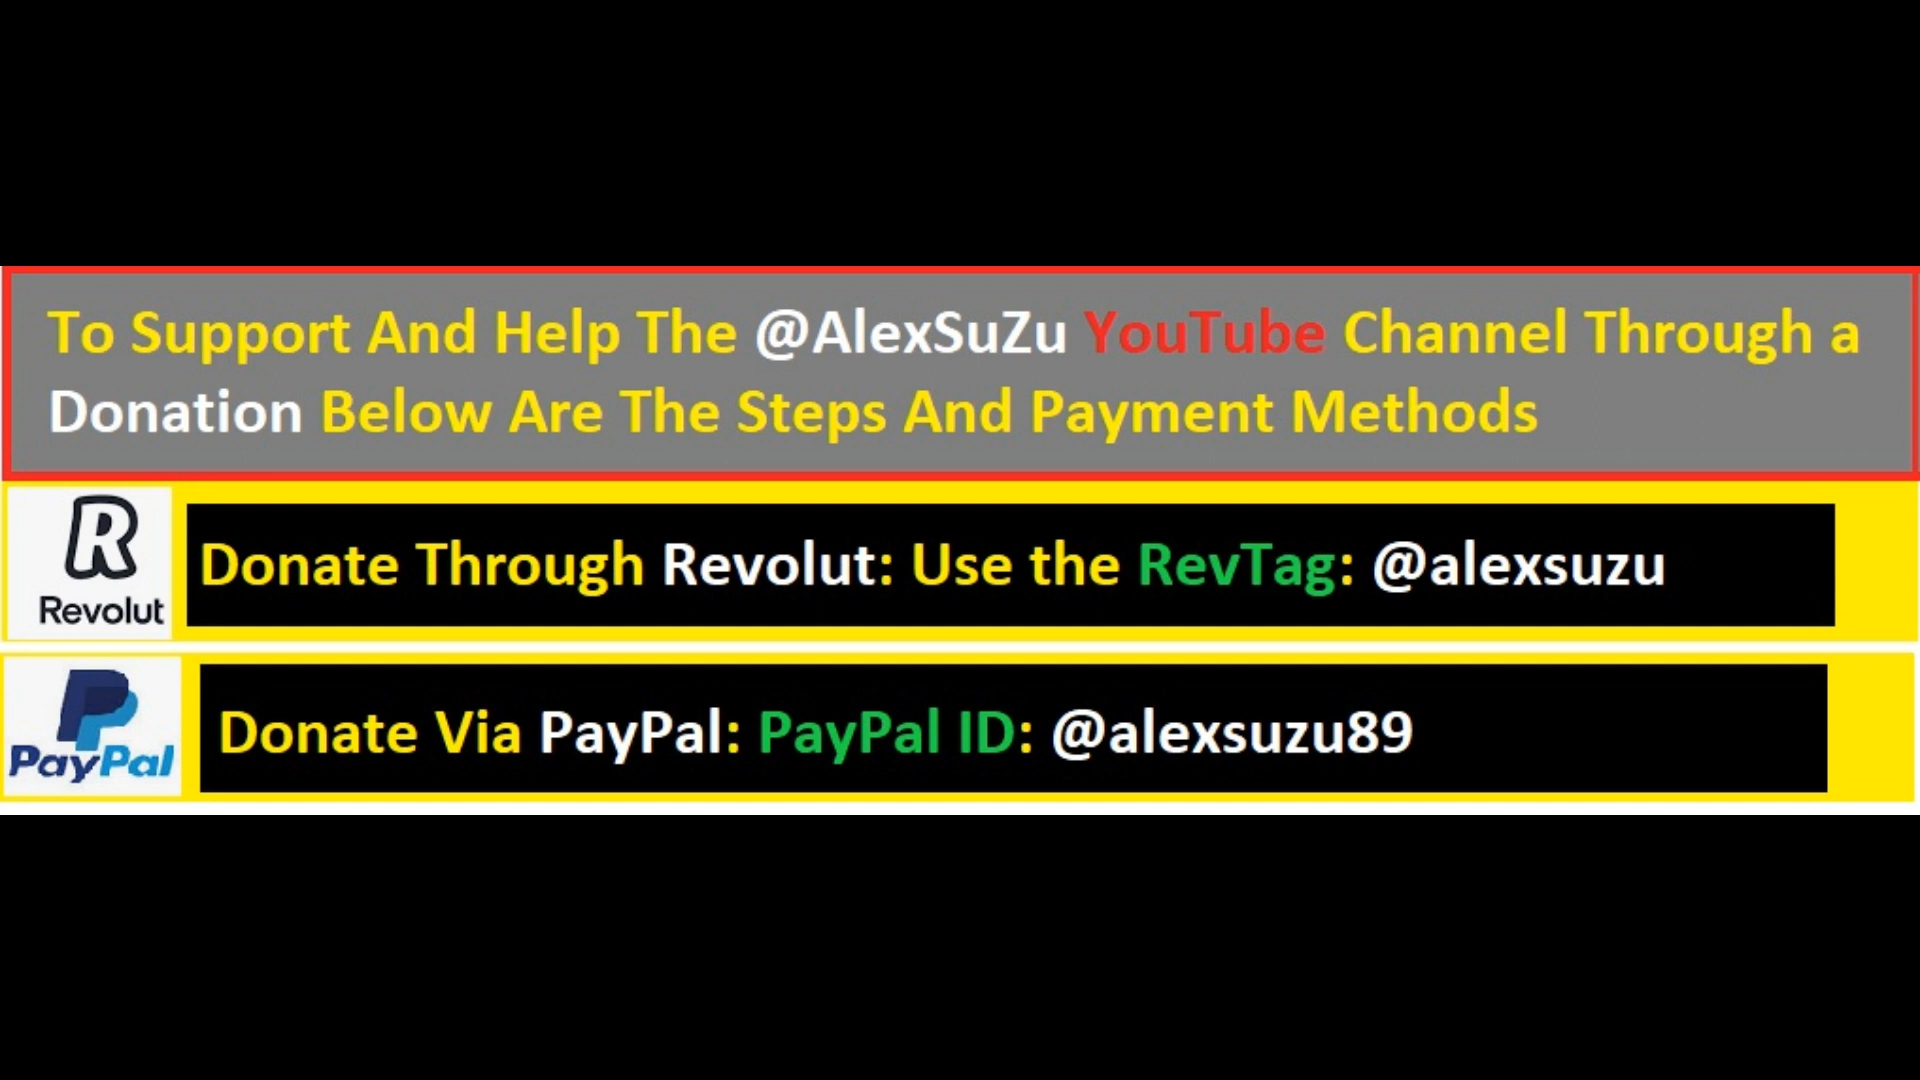 To Support And Help The @AlexSuZu YouTube Channel Through a
Donation Below Are The Steps And Payment Methods
R
Revolut
Donate Through Revolut: Use the RevTag: @alexsuzu
PayPal
Donate Via PayPal: PayPal ID: @alexsuzu89